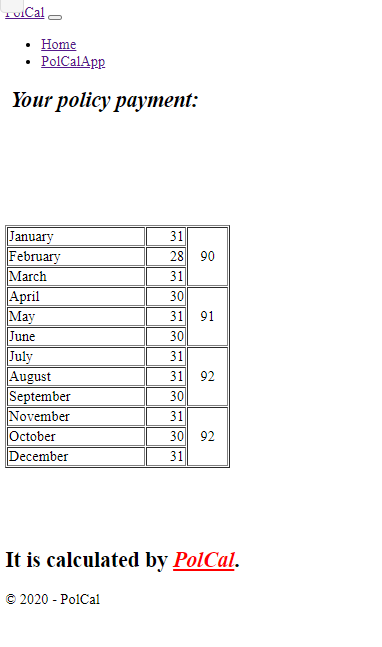 PolCal
Home
PolCalApp
Your policy payment:
January 31
February 28 90
March 31
April 30
May 31 91
June 30
July 31
August 31 92
September 30
November 31
October 30 92
December 31
It is calculated by PolCal.
© 2020 - PolCal